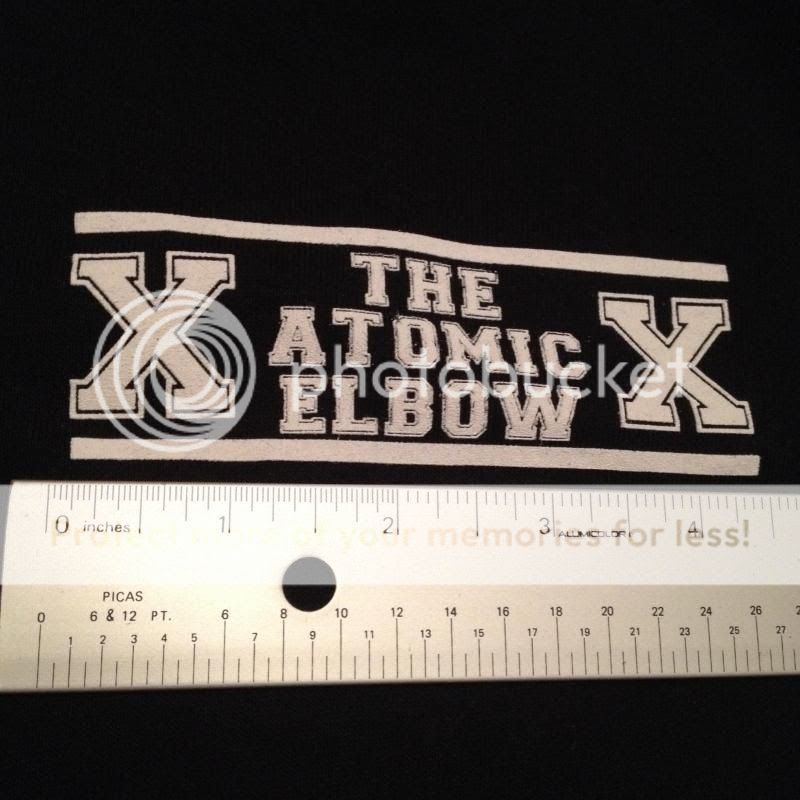 THE
X ATOMIC X
ELBOW
photobucket
0 inches 1 2 3 ALUMICOLOR 4
Protect more of your memories for less!
PICAS
6 & 12 PT.
0 6 8 10 12 14 16 18 20 22 24 26
1 2 3 4 5 7 9 11 13 15 17 19 21 23 25 27